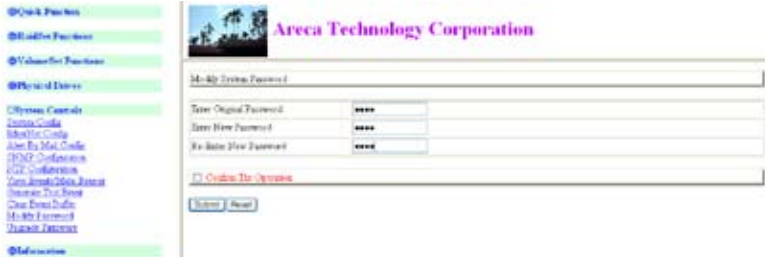 Quick Function
RaidSet Functions
VolumeSet Functions
Physical Drives
System Controls
System Config
EtherNet Config
Alert By Mail Config
SNMP Configuration
NTP Configuration
View Events/Mute Beeper
Generate Test Event
Clear Event Buffer
Modify Password
Upgrade Firmware
Information
Areca Technology Corporation
Modify System Password
Enter Original Password
Enter New Password
Re-Enter New Password
Confirm The Operation
Submit Reset